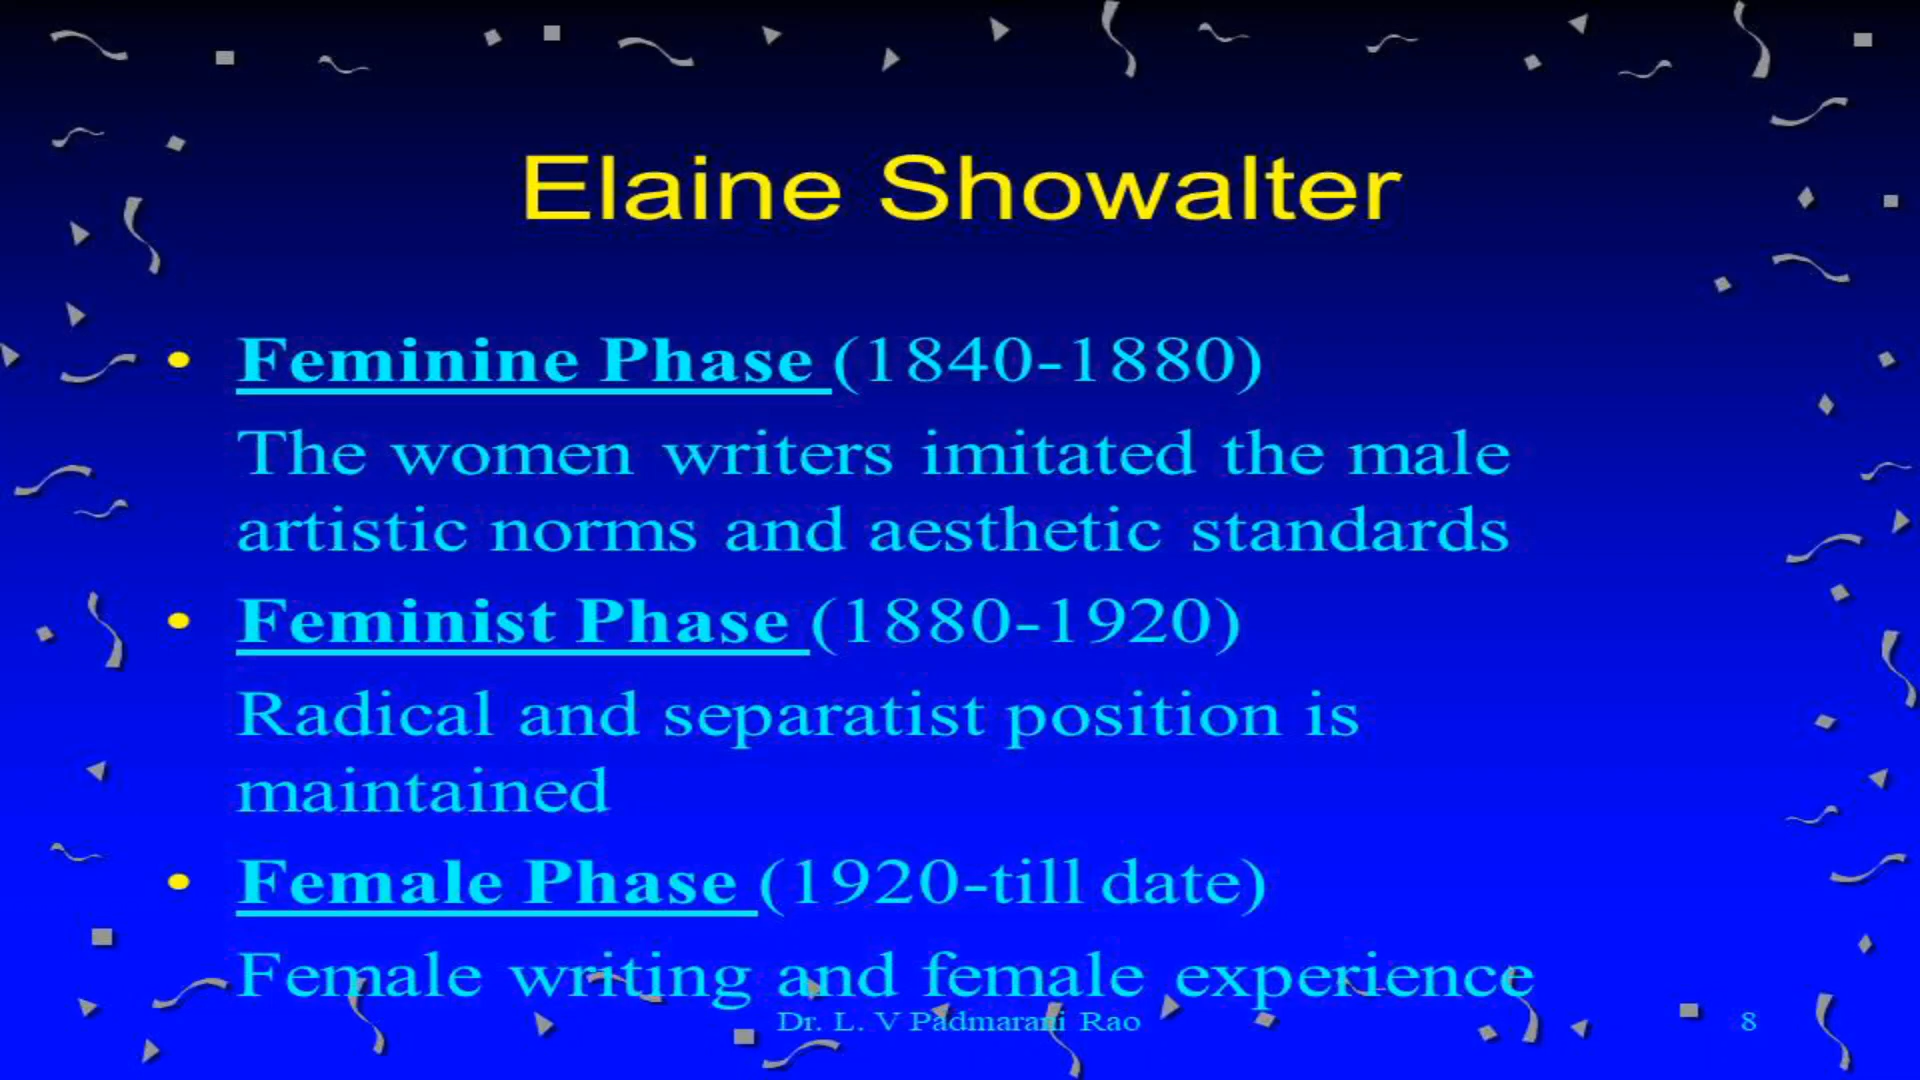 Elaine Showalter
• Feminine Phase (1840-1880)
The women writers imitated the male
artistic norms and aesthetic standards
• Feminist Phase (1880-1920)
Radical and separatist position is
maintained
• Female Phase (1920-till date)
Female writing and female experience
Dr. L. V Padmarani Rao
8